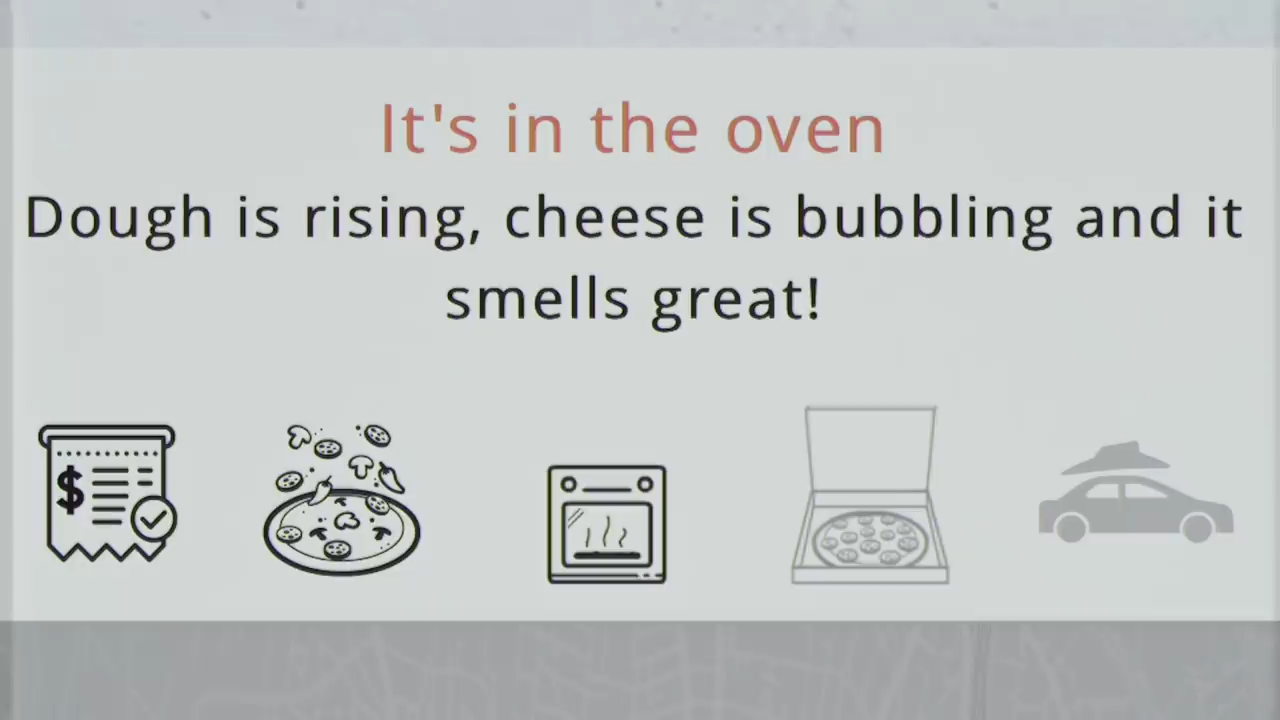 It's in the oven
Dough is rising, cheese is bubbling and it
smells great!
$